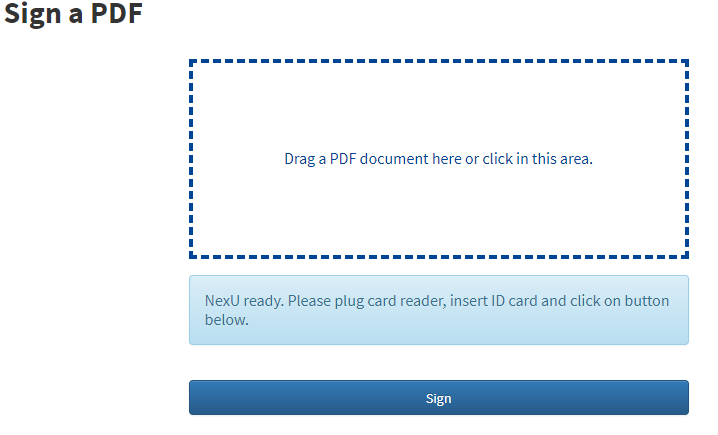 Sign a PDF
Drag a PDF document here or click in this area.
NexU ready. Please plug card reader, insert ID card and click on button
below.
Sign